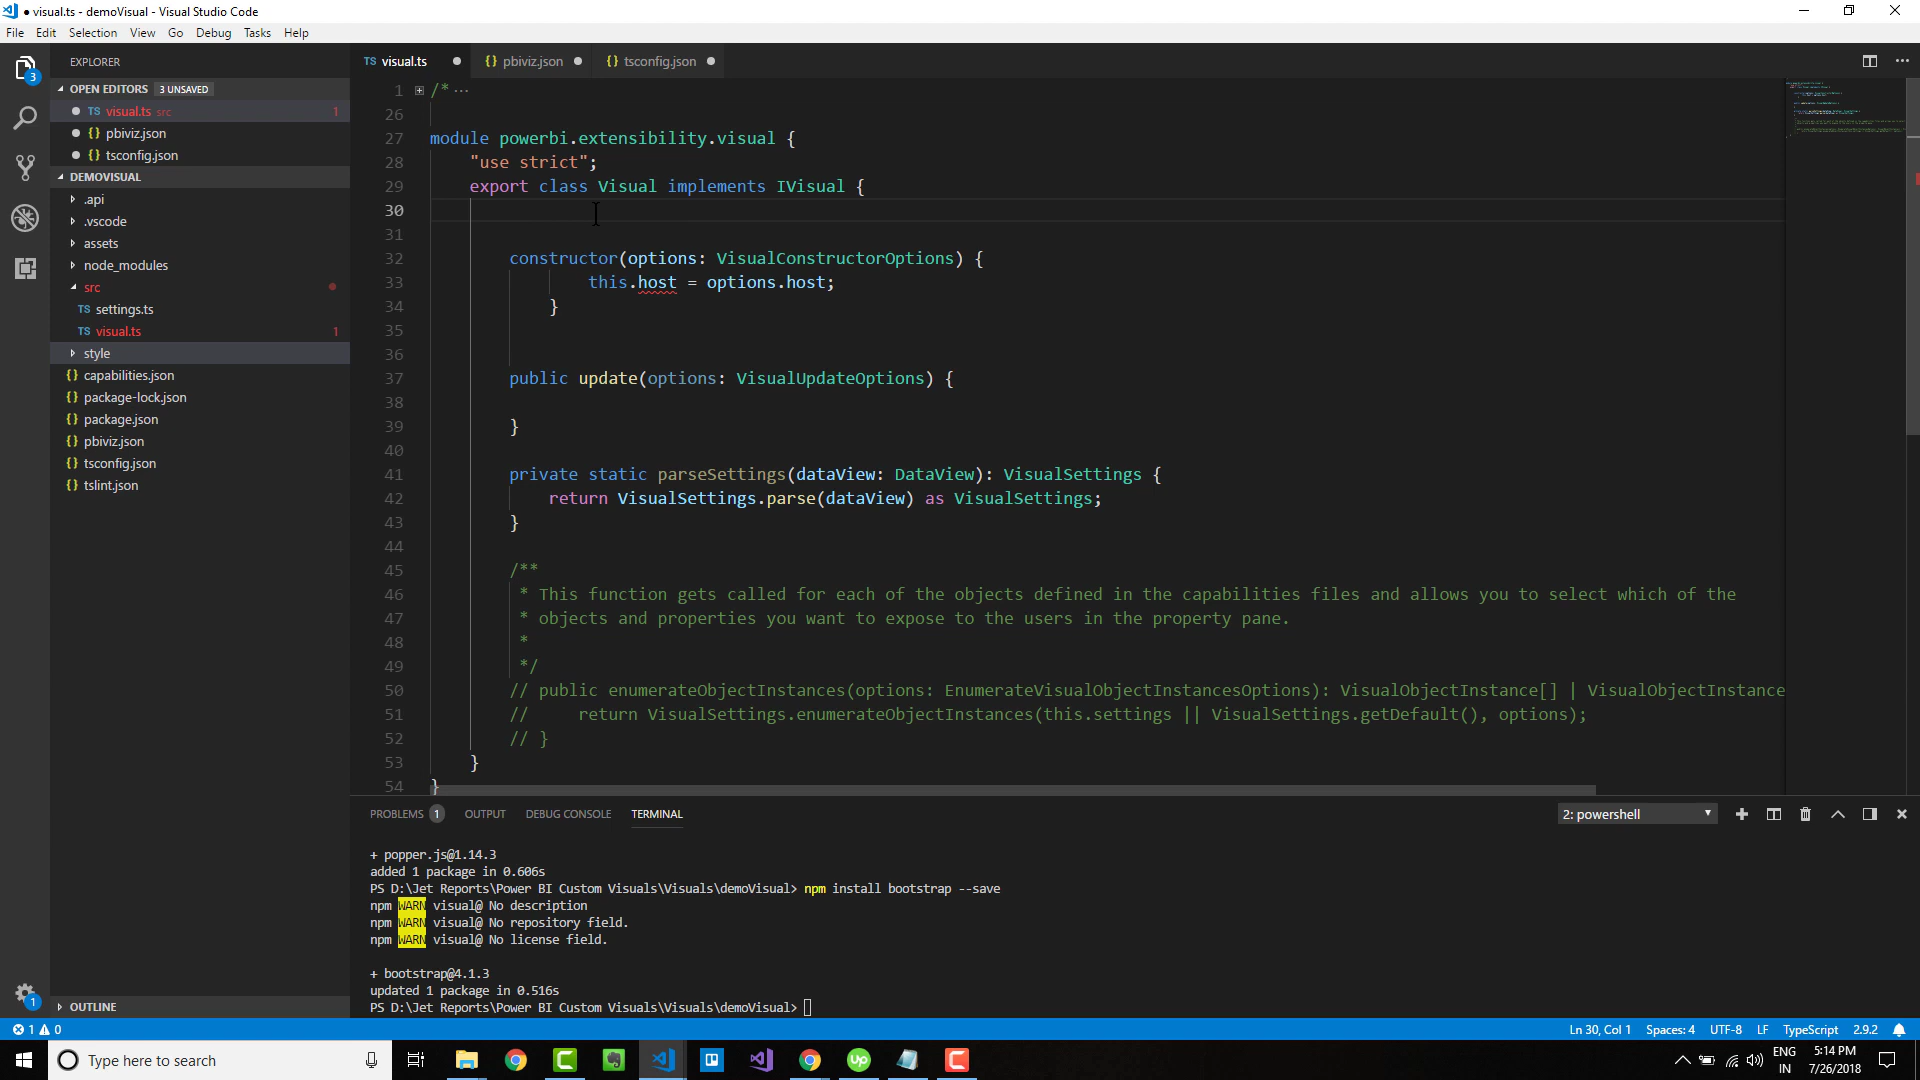 ● visual.ts - demoVisual - Visual Studio Code
File Edit Selection View Go Debug Tasks Help
3
EXPLORER
OPEN EDITORS 3 UNSAVED
TS visual.ts src 1
{} pbiviz.json
{} tsconfig.json
DEMOVISUAL
.api
.vscode
assets
node_modules
src
TS settings.ts
TS visual.ts 1
style
{} capabilities.json
{} package-lock.json
{} package.json
{} pbiviz.json
{} tsconfig.json
{} tslint.json
OUTLINE
1
TS visual.ts ● {} pbiviz.json ● {} tsconfig.json ●
1 /* ...
26
27 module powerbi.extensibility.visual {
28 "use strict";
29 export class Visual implements IVisual {
30
31
32 constructor(options: VisualConstructorOptions) {
33 this.host = options.host;
34 }
35
36
37 public update(options: VisualUpdateOptions) {
38
39 }
40
41 private static parseSettings(dataView: DataView): VisualSettings {
42 return VisualSettings.parse(dataView) as VisualSettings;
43 }
44
45 /**
46 * This function gets called for each of the objects defined in the capabilities files and allows you to select which of the
47 * objects and properties you want to expose to the users in the property pane.
48 *
49 */
50 // public enumerateObjectInstances(options: EnumerateVisualObjectInstancesOptions): VisualObjectInstance[] | VisualObjectInstance
51 // return VisualSettings.enumerateObjectInstances(this.settings || VisualSettings.getDefault(), options);
52 // }
53 }
54 }
PROBLEMS 1 OUTPUT DEBUG CONSOLE TERMINAL 2: powershell
+ popper.js@1.14.3
added 1 package in 0.606s
PS D:\Jet Reports\Power BI Custom Visuals\Visuals\demoVisual> npm install bootstrap --save
npm WARN visual@ No description
npm WARN visual@ No repository field.
npm WARN visual@ No license field.
+ bootstrap@4.1.3
updated 1 package in 0.516s
PS D:\Jet Reports\Power BI Custom Visuals\Visuals\demoVisual>
1 0 Ln 30, Col 1 Spaces: 4 UTF-8 LF TypeScript 2.9.2
Type here to search
Up
ENG
IN
5:14 PM
7/26/2018